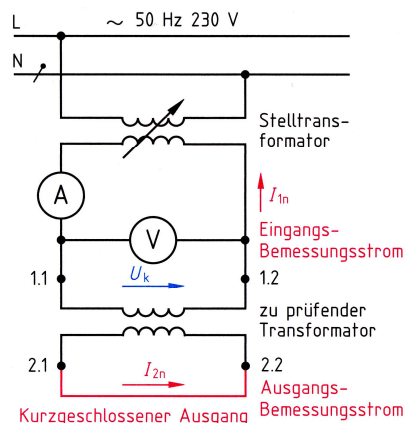 L ~ 50 Hz 230 V
N
Stelltrans-
formator
A
I1n
V
Eingangs-
Bemessungsstrom
1.1 Uk 1.2
zu prüfender
Transformator
2.1 I2n 2.2
Ausgangs-
Bemessungsstrom
Kurzgeschlossener Ausgang